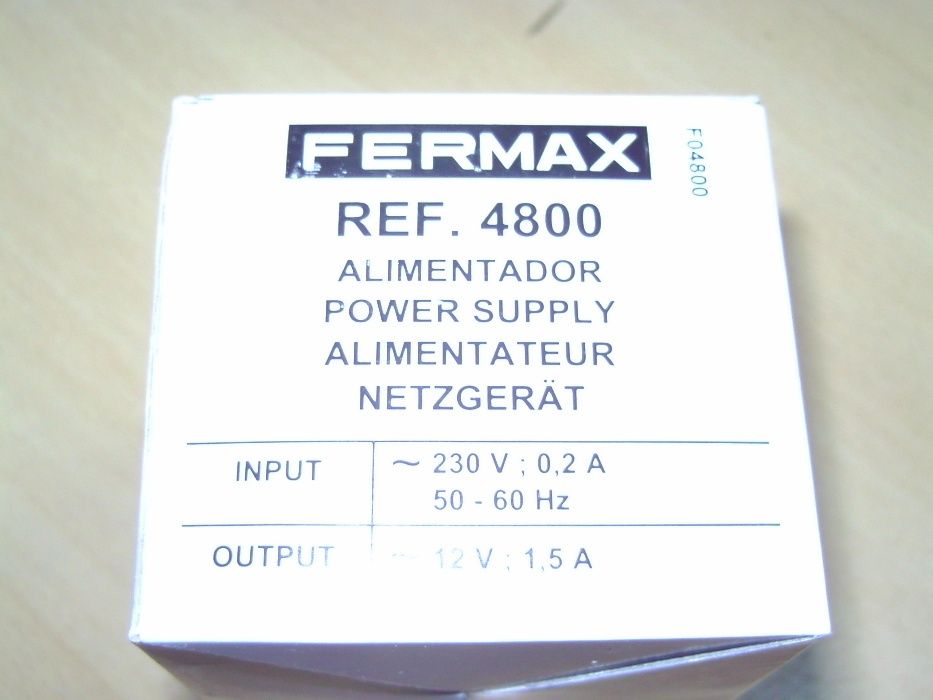 FERMAX
F04800
REF. 4800
ALIMENTADOR
POWER SUPPLY
ALIMENTATEUR
NETZGERÄT
INPUT ~ 230 V ; 0,2 A
50 - 60 Hz
OUTPUT ~ 12 V ; 1,5 A